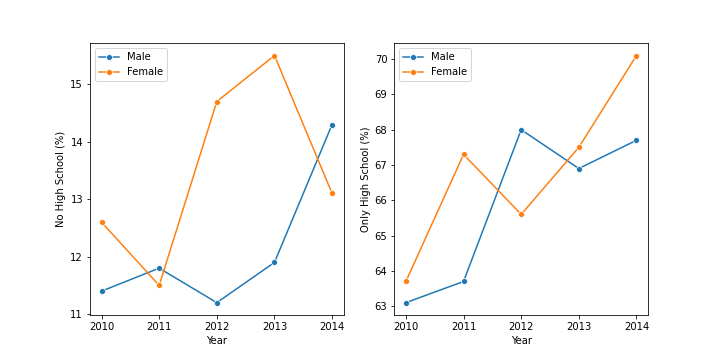 Male
Female
15
14
13
12
11
No High School (%)
2010 2011 2012 2013 2014
Year
Male
Female
70
69
68
67
66
65
64
63
Only High School (%)
2010 2011 2012 2013 2014
Year